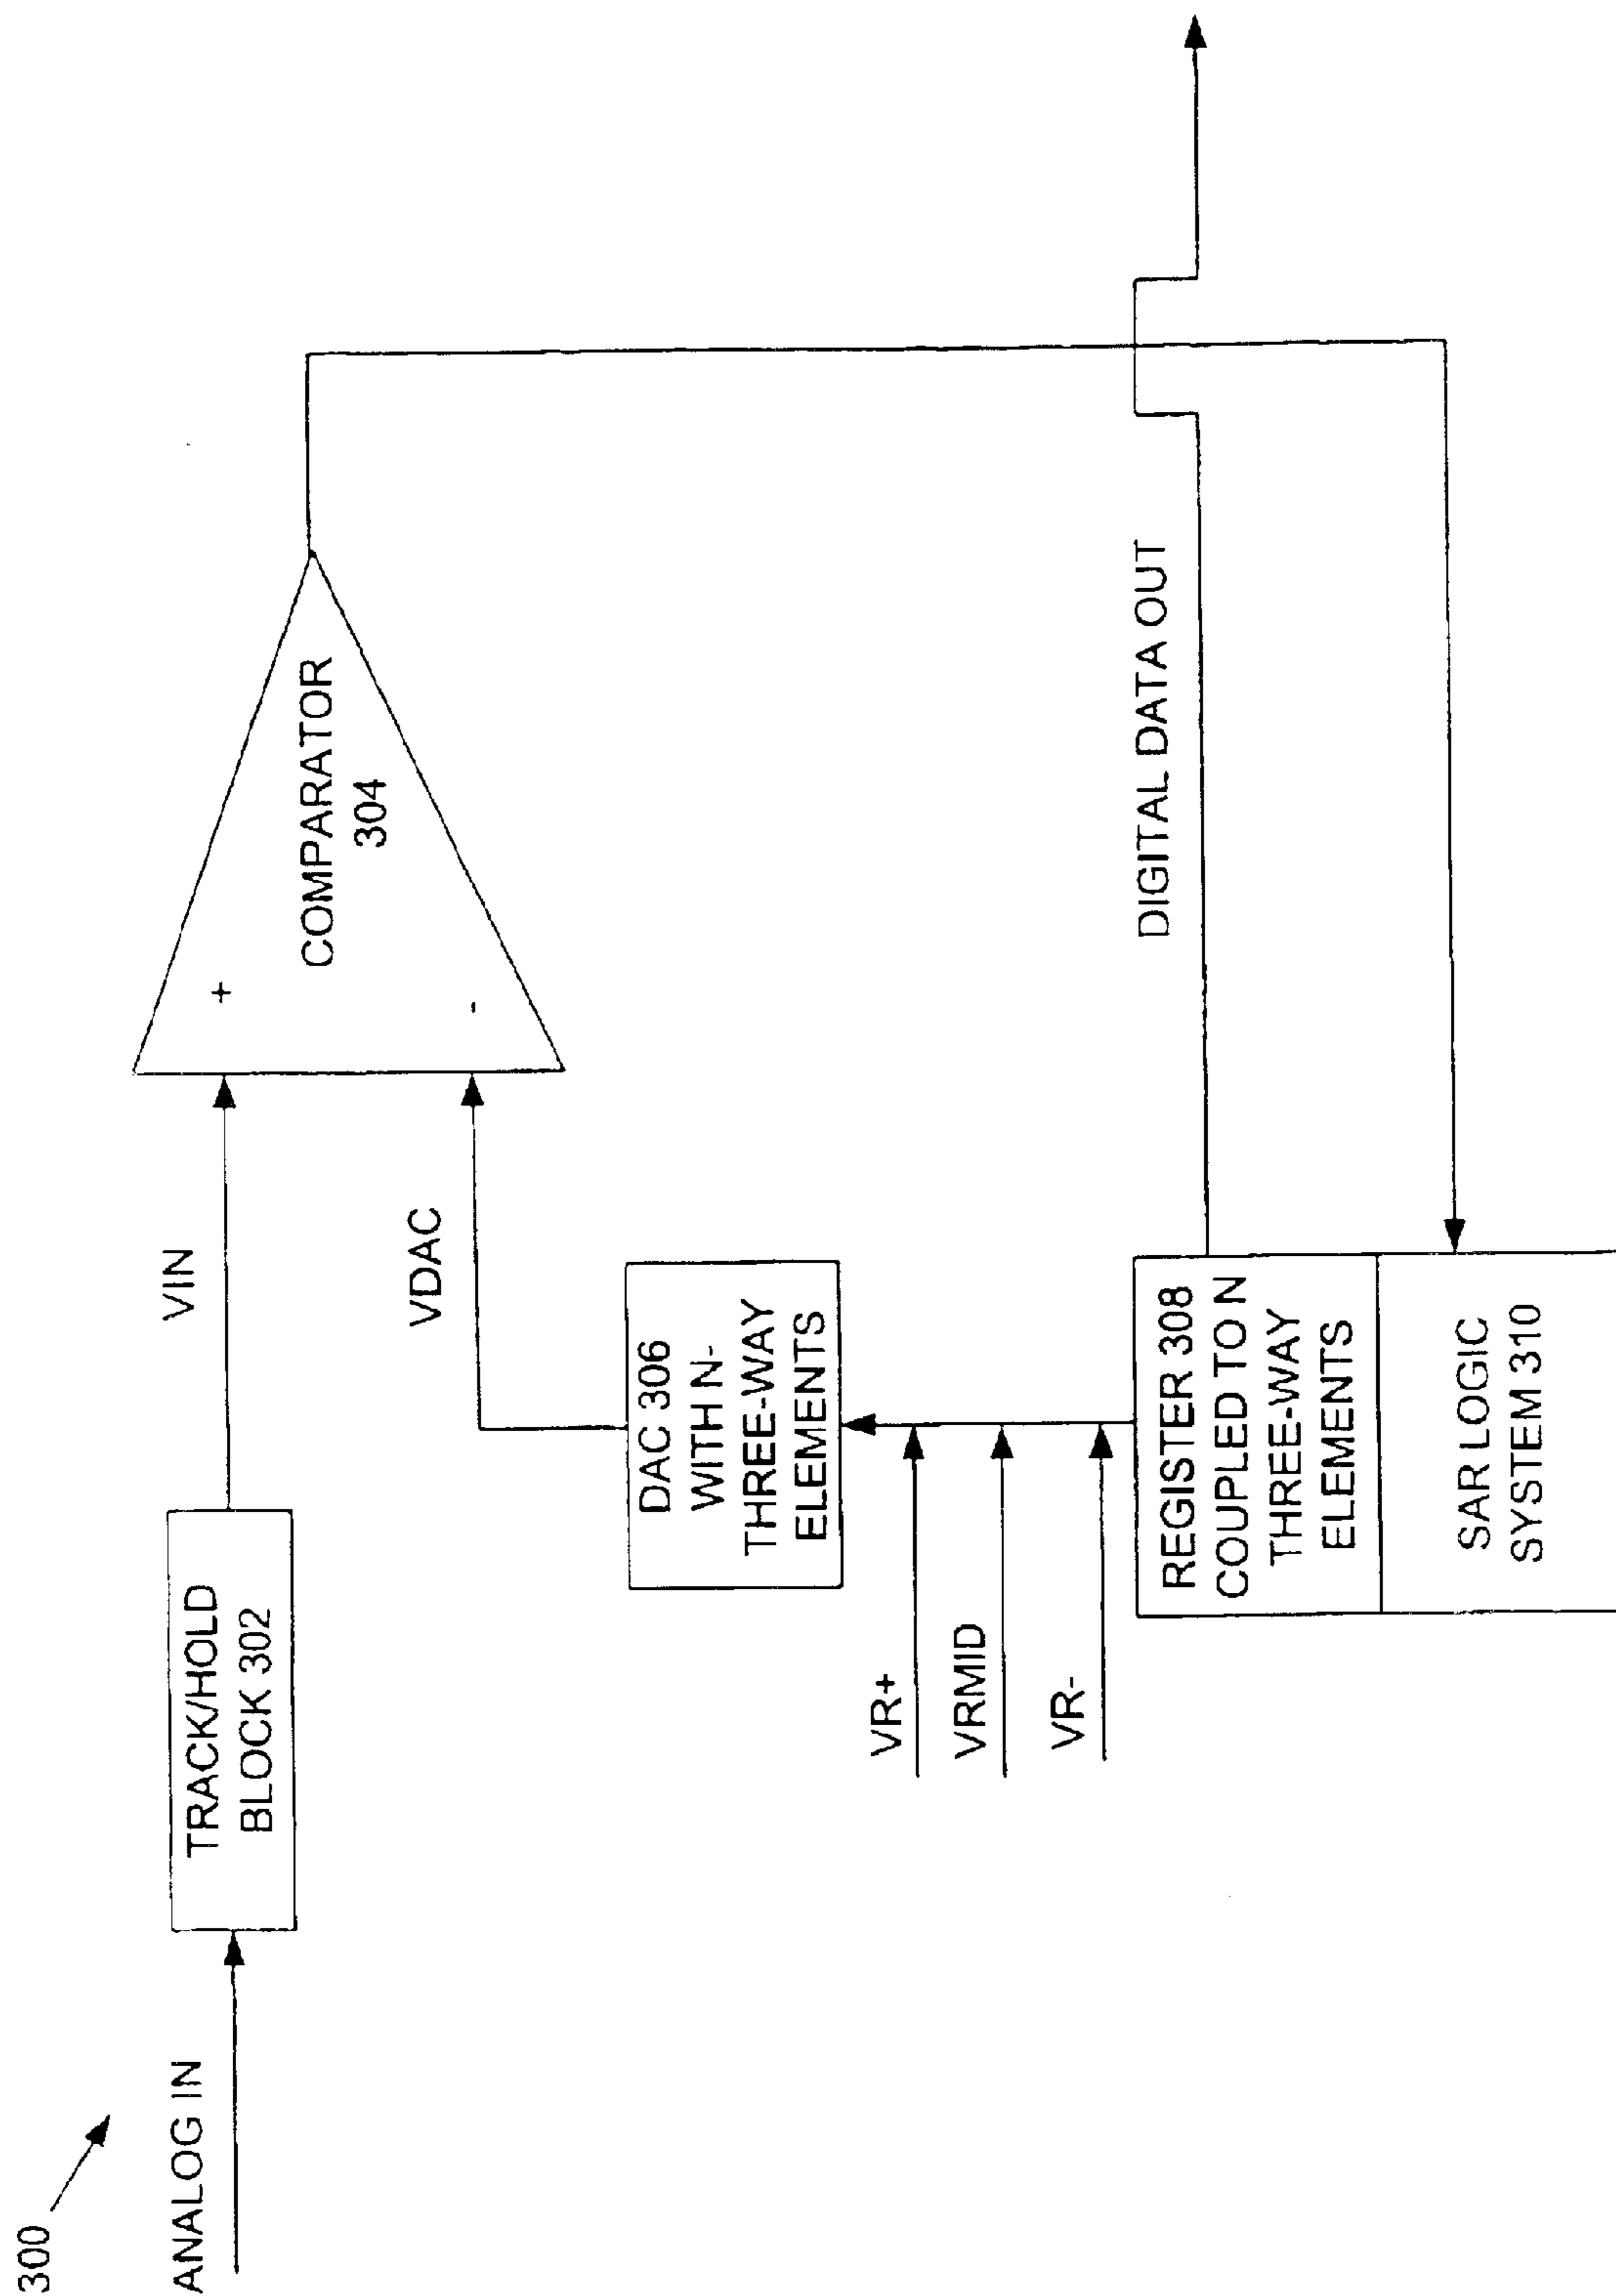 300
ANALOG IN
TRACK/HOLD
BLOCK 302
VIN
+
-
COMPARATOR
304
VDAC
DAC 306
WITH N-
THREE-WAY
ELEMENTS
VR+
VRMID
VR-
REGISTER 308
COUPLED TO N
THREE-WAY
ELEMENTS
SAR LOGIC
SYSTEM 310
DIGITAL DATA OUT